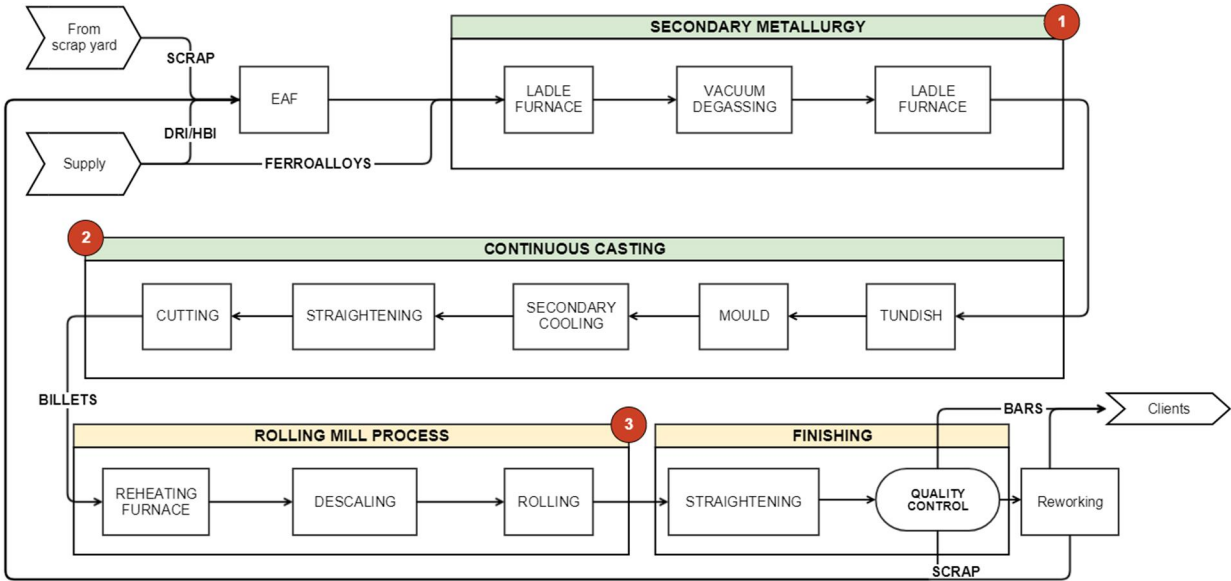 From
scrap yard
SCRAP
SECONDARY METALLURGY
1
EAF
LADLE
FURNACE
VACUUM
DEGASSING
LADLE
FURNACE
DRI/HBI
Supply
FERROALLOYS
2
CONTINUOUS CASTING
CUTTING
STRAIGHTENING
SECONDARY
COOLING
MOULD
TUNDISH
BILLETS
ROLLING MILL PROCESS
3
FINISHING
BARS
Clients
REHEATING
FURNACE
DESCALING
ROLLING
STRAIGHTENING
QUALITY
CONTROL
Reworking
SCRAP